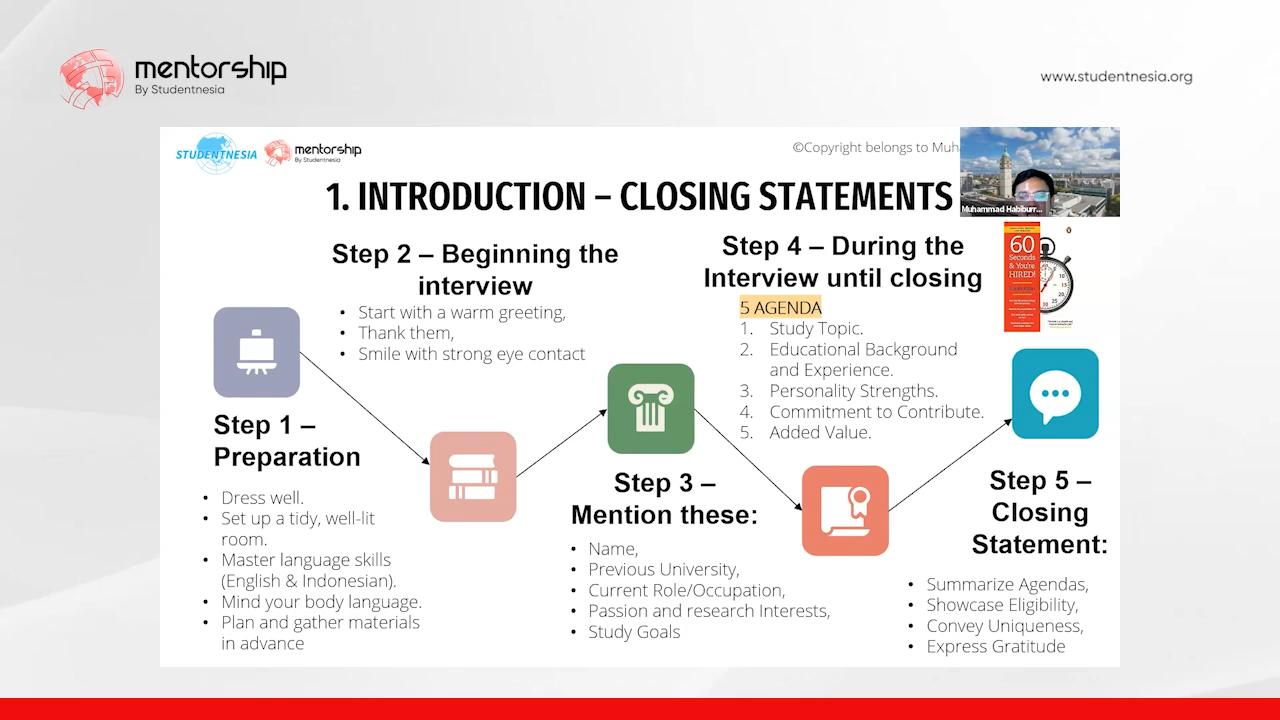 mentorship
By Studentnesia
www.studentnesia.org
STUDENTNESIA
mentorship
By Studentnesia
©Copyright belongs to
Muhammad Habiburr...
1. INTRODUCTION – CLOSING STATEMENTS
Step 2 – Beginning the
interview
• Start with a warm greeting,
• Thank them,
• Smile with strong eye contact
Step 4 – During the
Interview until closing
5 AGENDA
1. Study Topic.
2. Educational Background
and Experience.
3. Personality Strengths.
4. Commitment to Contribute.
5. Added Value.
60
Seconds
& You're
HIRED!
Step 1 –
Preparation
• Dress well.
• Set up a tidy, well-lit
room.
• Master language skills
(English & Indonesian).
• Mind your body language.
• Plan and gather materials
in advance
Step 3 –
Mention these:
• Name,
• Previous University,
• Current Role/Occupation,
• Passion and research Interests,
• Study Goals
Step 5 –
Closing
Statement:
• Summarize Agendas,
• Showcase Eligibility,
• Convey Uniqueness,
• Express Gratitude